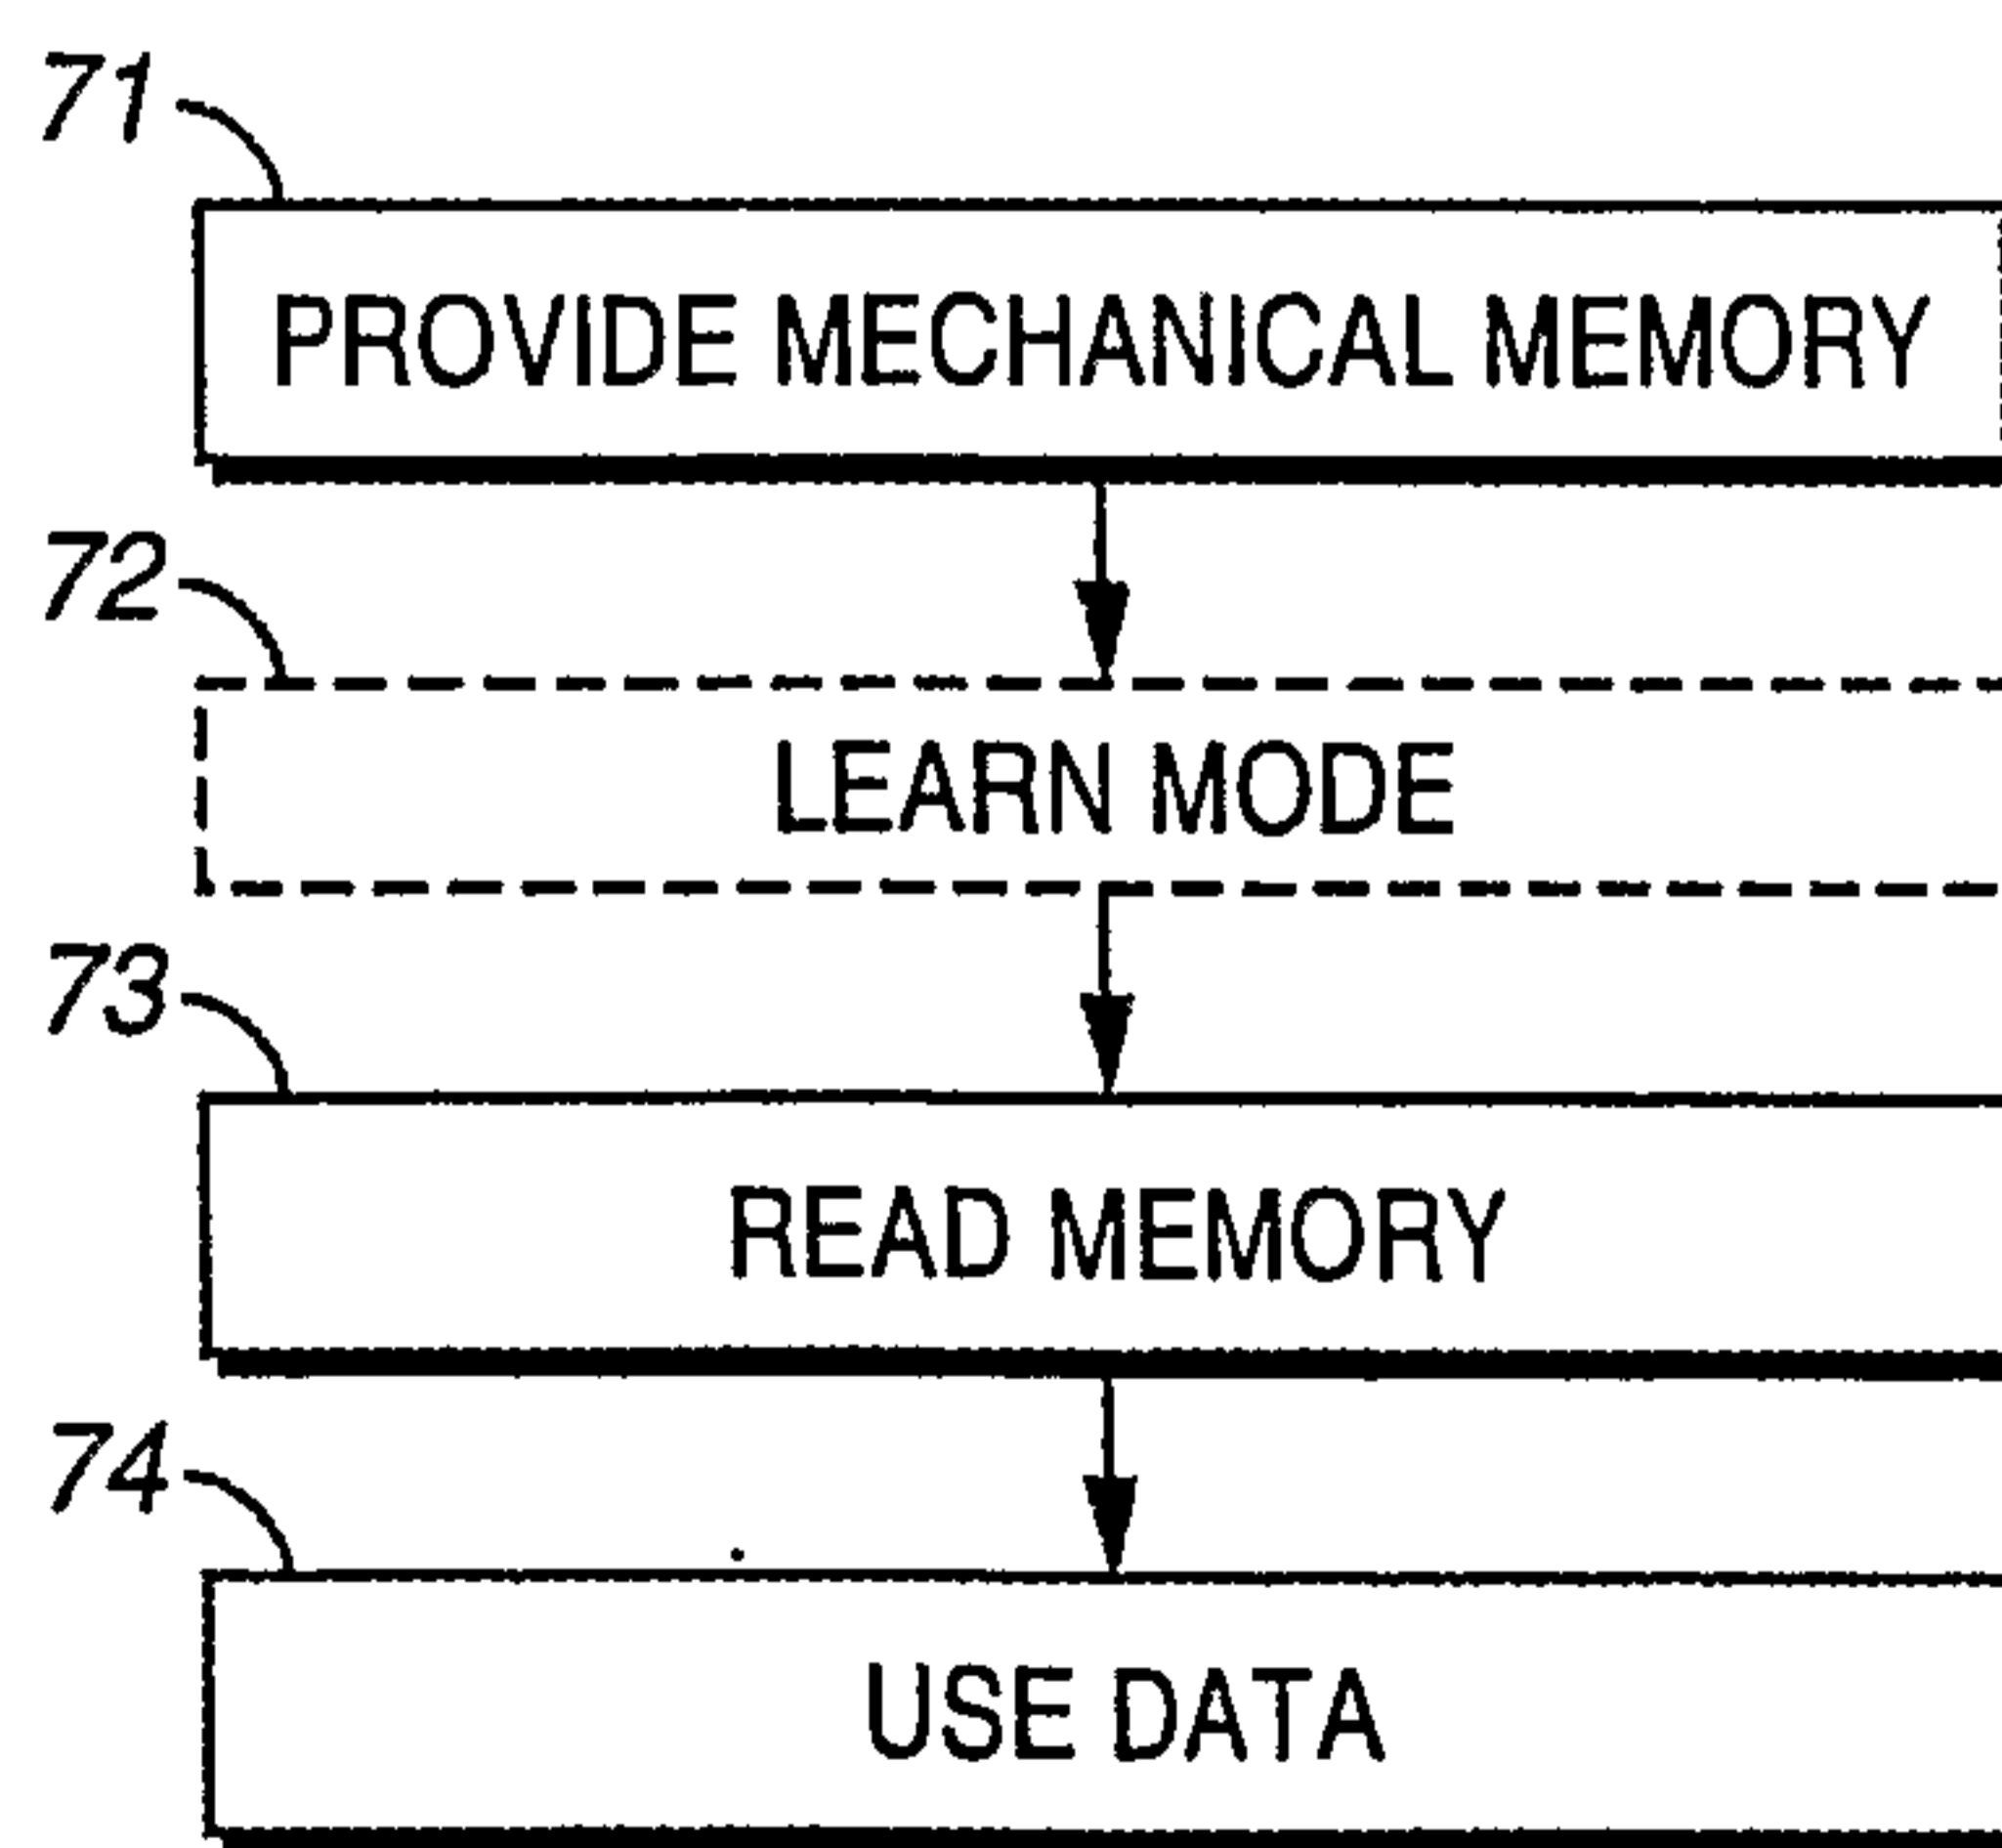 71
PROVIDE MECHANICAL MEMORY
72
LEARN MODE
73
READ MEMORY
74
USE DATA